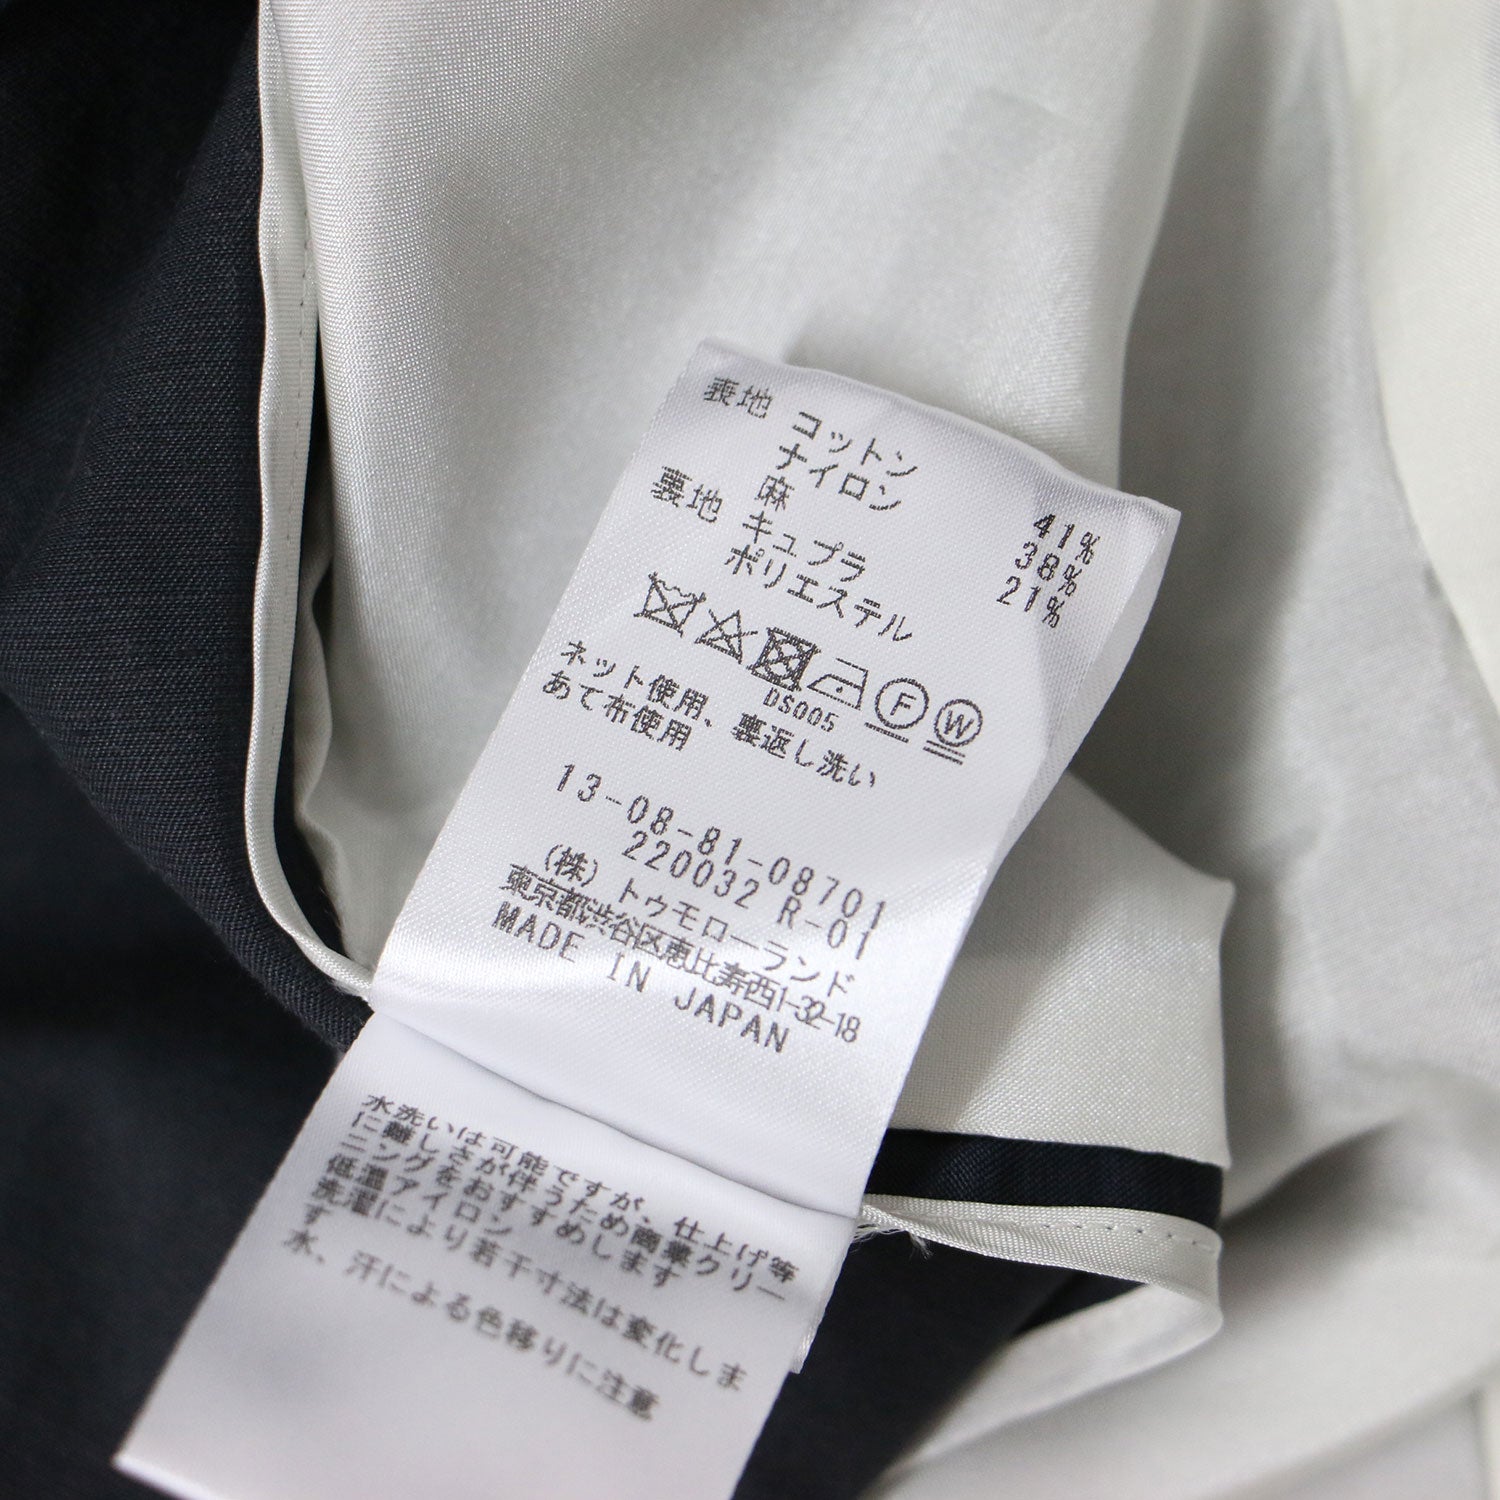 表地 コットン 41%
ナイロン 38%
麻 21%
裏地 キュプラ
ポリエステル
DS005
F
W
ネット使用、裏返し洗い
あて布使用
13-08-81-08701
220032 R-01
(株)トゥモローランド
東京都渋谷区恵比寿西1-32-18
MADE IN JAPAN
水洗いは可能ですが、仕上げ等
に難しさが伴うため商業クリー
ニングをおすすめします
低温アイロン
洗濯により若干寸法は変化しま
す
水、汗による色移りに注意